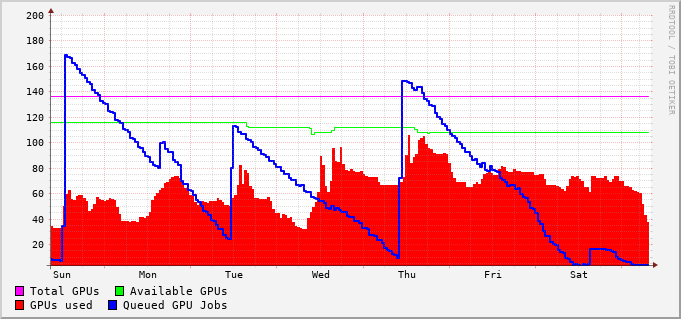 200
180
160
140
120
100
80
60
40
20
Sun Mon Tue Wed Thu Fri Sat
Total GPUs Available GPUs
GPUs used Queued GPU Jobs
RRDTOOL / TOBI OETIKER